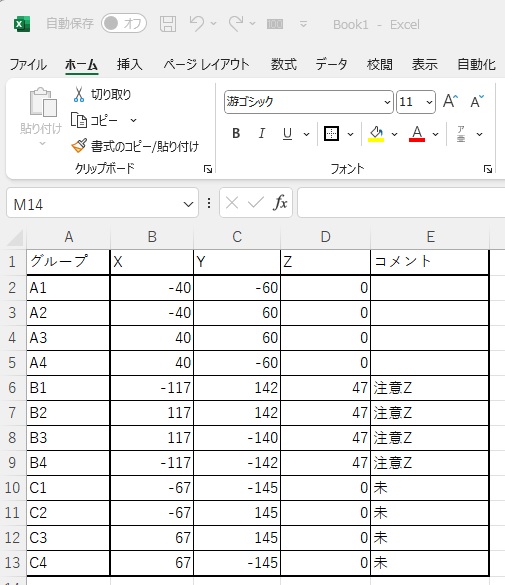 自動保存 オフ Book1 - Excel
ファイル ホーム 挿入 ページ レイアウト 数式 データ 校閲 表示 自動化
貼り付け 切り取り 游ゴシック 11 A A
コピー B I U A ア亜
書式のコピー/貼り付け
クリップボード フォント
M14 fx
A B C D E
1 グループ X Y Z コメント
2 A1 -40 -60 0
3 A2 -40 60 0
4 A3 40 60 0
5 A4 40 -60 0
6 B1 -117 142 47 注意Z
7 B2 117 142 47 注意Z
8 B3 117 -140 47 注意Z
9 B4 -117 -142 47 注意Z
10 C1 -67 -145 0 未
11 C2 -67 145 0 未
12 C3 67 145 0 未
13 C4 67 -145 0 未